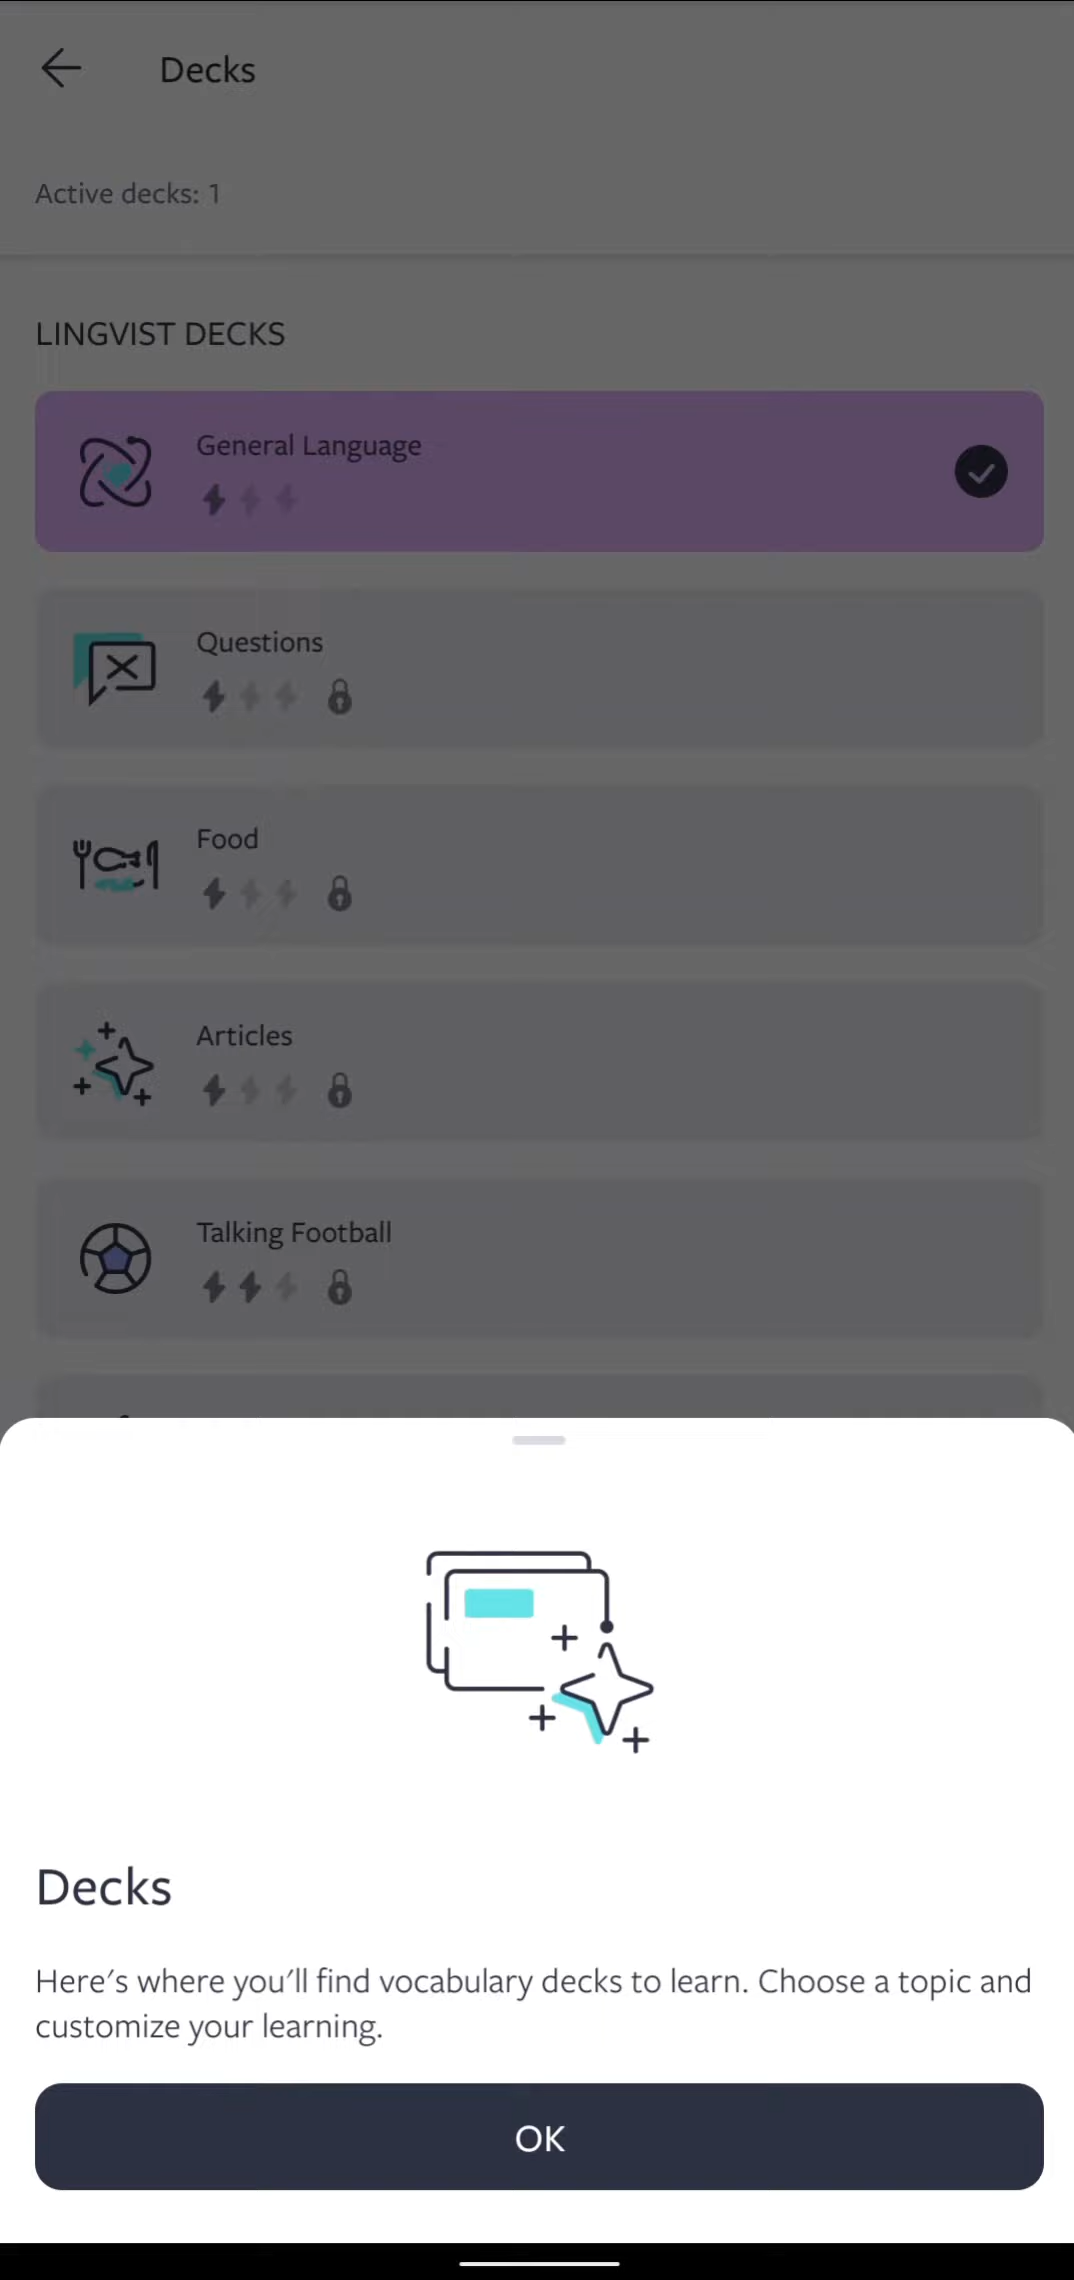 Decks
Active decks: 1
LINGVIST DECKS
General Language
Questions
Food
Articles
Talking Football
Decks
Here's where you'll find vocabulary decks to learn. Choose a topic and
customize your learning.
OK